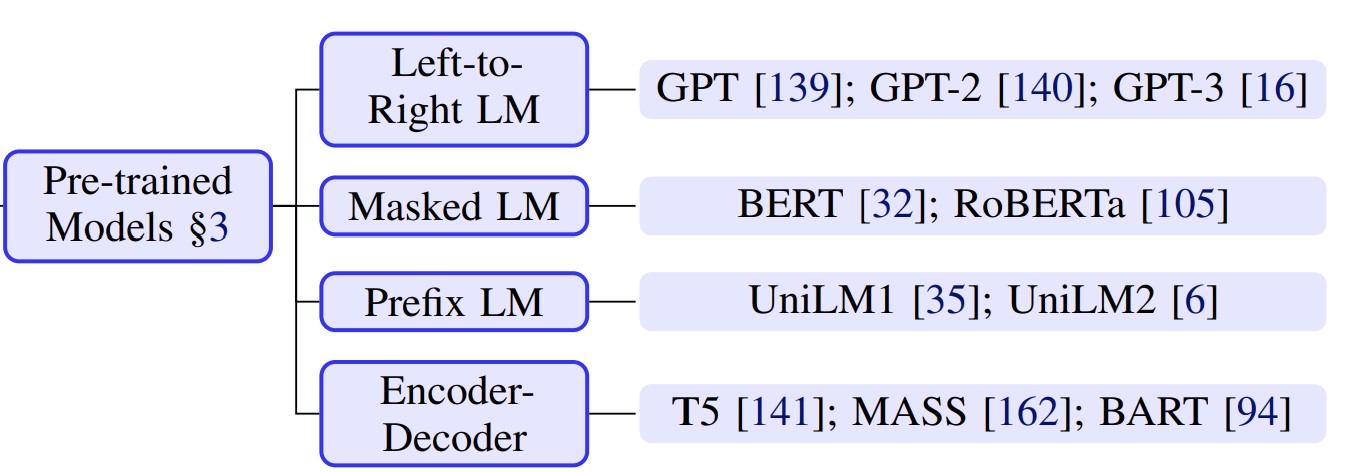 Pre-trained
Models §3
Left-to-
Right LM
GPT [139]; GPT-2 [140]; GPT-3 [16]
Masked LM
BERT [32]; RoBERTa [105]
Prefix LM
UniLM1 [35]; UniLM2 [6]
Encoder-
Decoder
T5 [141]; MASS [162]; BART [94]